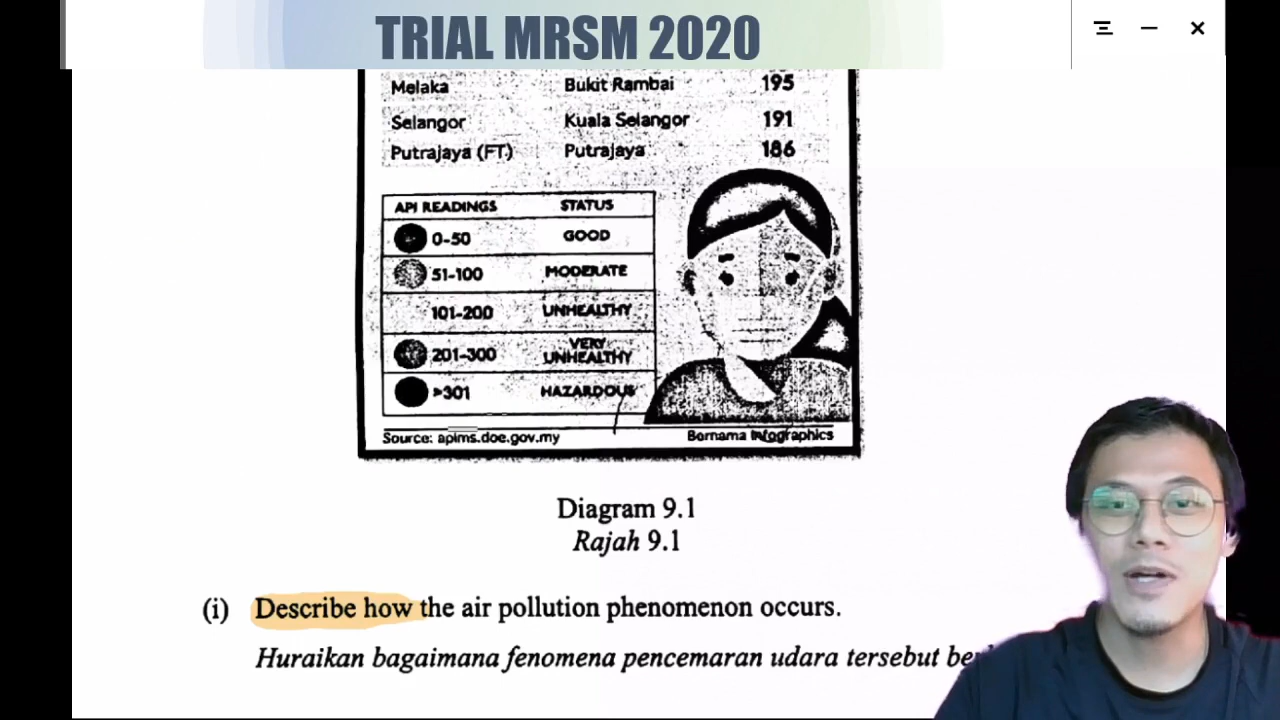 TRIAL MRSM 2020
Melaka Bukit Rambai 195
Selangor Kuala Selangor 191
Putrajaya (FT.) Putrajaya 186
API READINGS STATUS
0-50 GOOD
51-100 MODERATE
101-200 UNHEALTHY
201-300 VERY UNHEALTHY
>301 HAZARDOUS
Source: apims.doe.gov.my Bernama Infographics
Diagram 9.1
Rajah 9.1
(i) Describe how the air pollution phenomenon occurs.
Huraikan bagaimana fenomena pencemaran udara tersebut